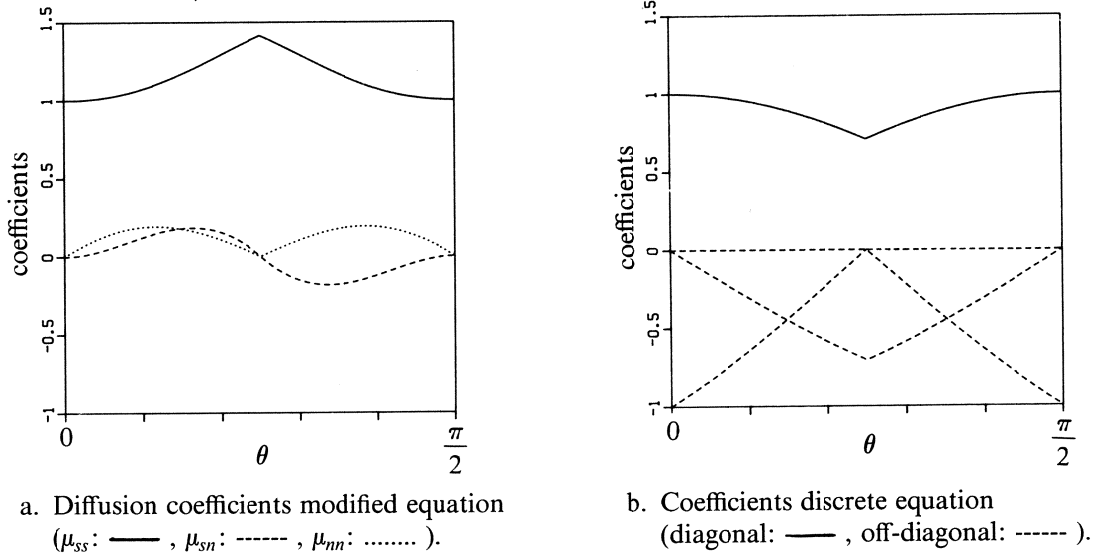 1.5
1
0.5
0
-0.5
-1
coefficients
0
θ
π
2
a. Diffusion coefficients modified equation
(μss: ——, μsn: ------, μnn: ........ ).
1.5
1
0.5
0
-0.5
-1
coefficients
0
θ
π
2
b. Coefficients discrete equation
(diagonal: ——, off-diagonal: ------ ).